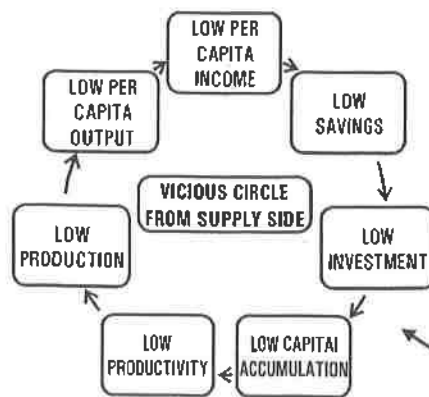 LOW PER
CAPITA
INCOME
LOW
SAVINGS
LOW
INVESTMENT
LOW CAPITAl
ACCUMULATION
LOW
PRODUCTIVITY
LOW
PRODUCTION
LOW PER
CAPITA
OUTPUT
VICIOUS CIRCLE
FROM SUPPLY SIDE